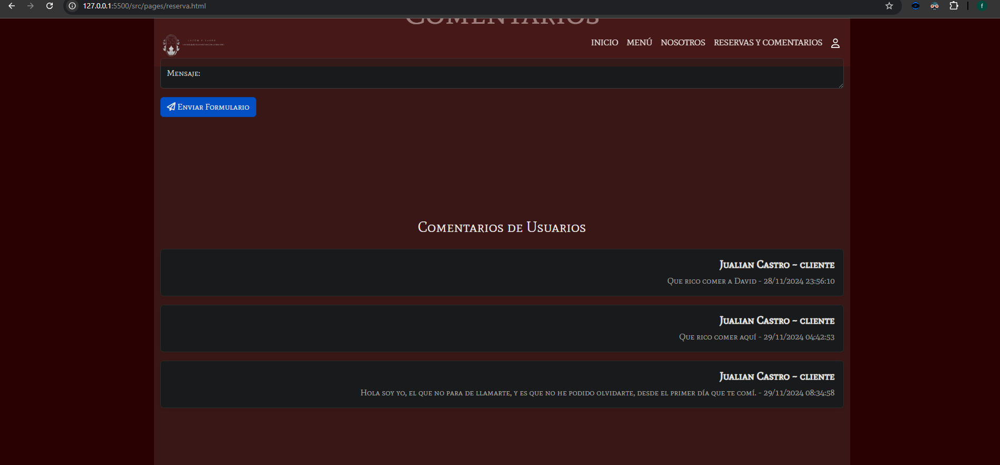 127.0.0.1:5500/src/pages/reserva.html
f
Comentarios
INICIO MENÚ NOSOTROS RESERVAS Y COMENTARIOS
Mensaje:
Enviar Formulario
Comentarios de Usuarios
Jualian Castro ~ cliente
Que rico comer a David - 28/11/2024 23:56:10
Jualian Castro ~ cliente
Que rico comer aquí - 29/11/2024 04:42:53
Jualian Castro ~ cliente
Hola soy yo, el que no para de llamarte, y es que no he podido olvidarte, desde el primer día que te comí. - 29/11/2024 08:34:58